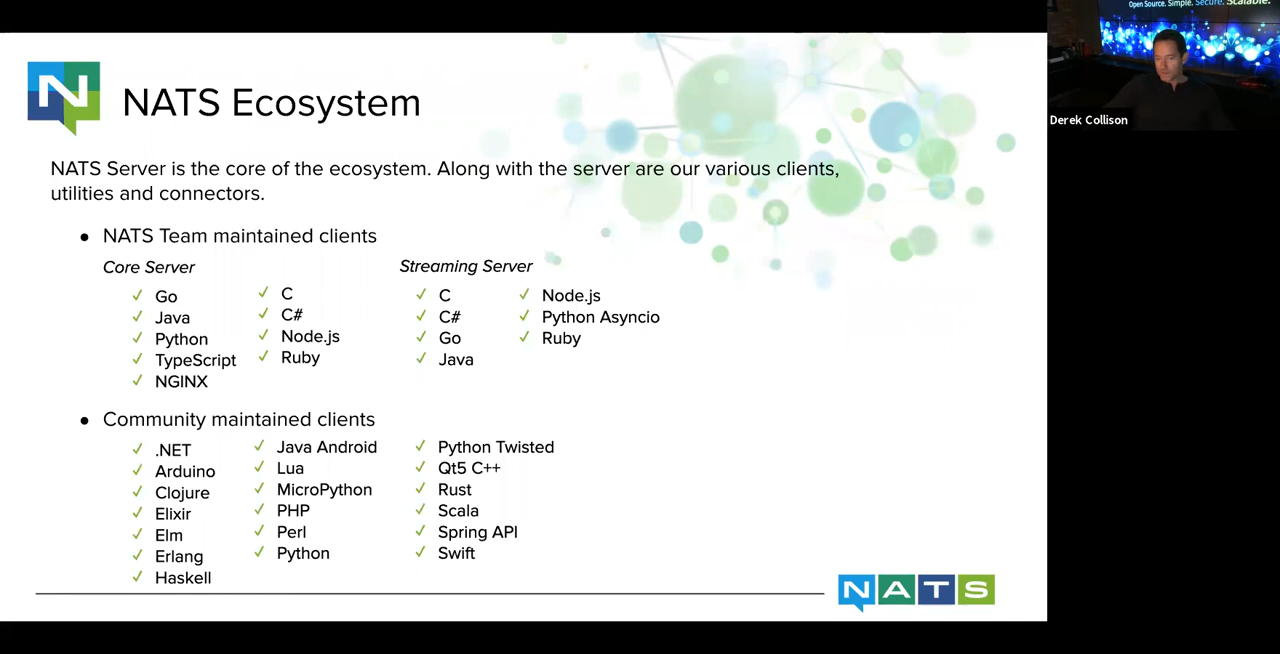 Open Source. Simple. Secure. Scalable.
Derek Collison
N
NATS Ecosystem
NATS Server is the core of the ecosystem. Along with the server are our various clients,
utilities and connectors.
● NATS Team maintained clients
Core Server
✓ Go
✓ Java
✓ Python
✓ TypeScript
✓ NGINX
✓ C
✓ C#
✓ Node.js
✓ Ruby
Streaming Server
✓ C
✓ C#
✓ Go
✓ Java
✓ Node.js
✓ Python Asyncio
✓ Ruby
● Community maintained clients
✓ .NET
✓ Arduino
✓ Clojure
✓ Elixir
✓ Elm
✓ Erlang
✓ Haskell
✓ Java Android
✓ Lua
✓ MicroPython
✓ PHP
✓ Perl
✓ Python
✓ Python Twisted
✓ Qt5 C++
✓ Rust
✓ Scala
✓ Spring API
✓ Swift
NATS